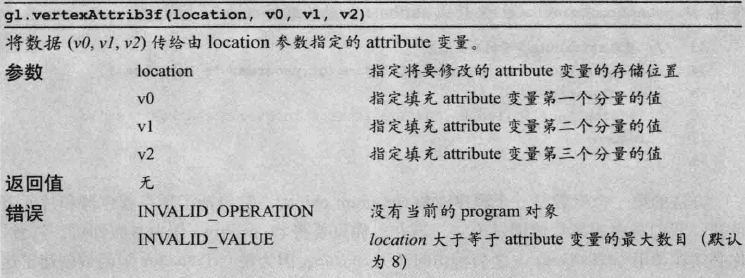 gl.vertexAttrib3f(location, v0, v1, v2)
将数据 (v0, v1, v2) 传给由 location 参数指定的 attribute 变量。
参数 location 指定将要修改的 attribute 变量的存储位置
v0 指定填充 attribute 变量第一个分量的值
v1 指定填充 attribute 变量第二个分量的值
v2 指定填充 attribute 变量第三个分量的值
返回值 无
错误 INVALID_OPERATION 没有当前的 program 对象
INVALID_VALUE location 大于等于 attribute 变量的最大数目（默认
为 8）